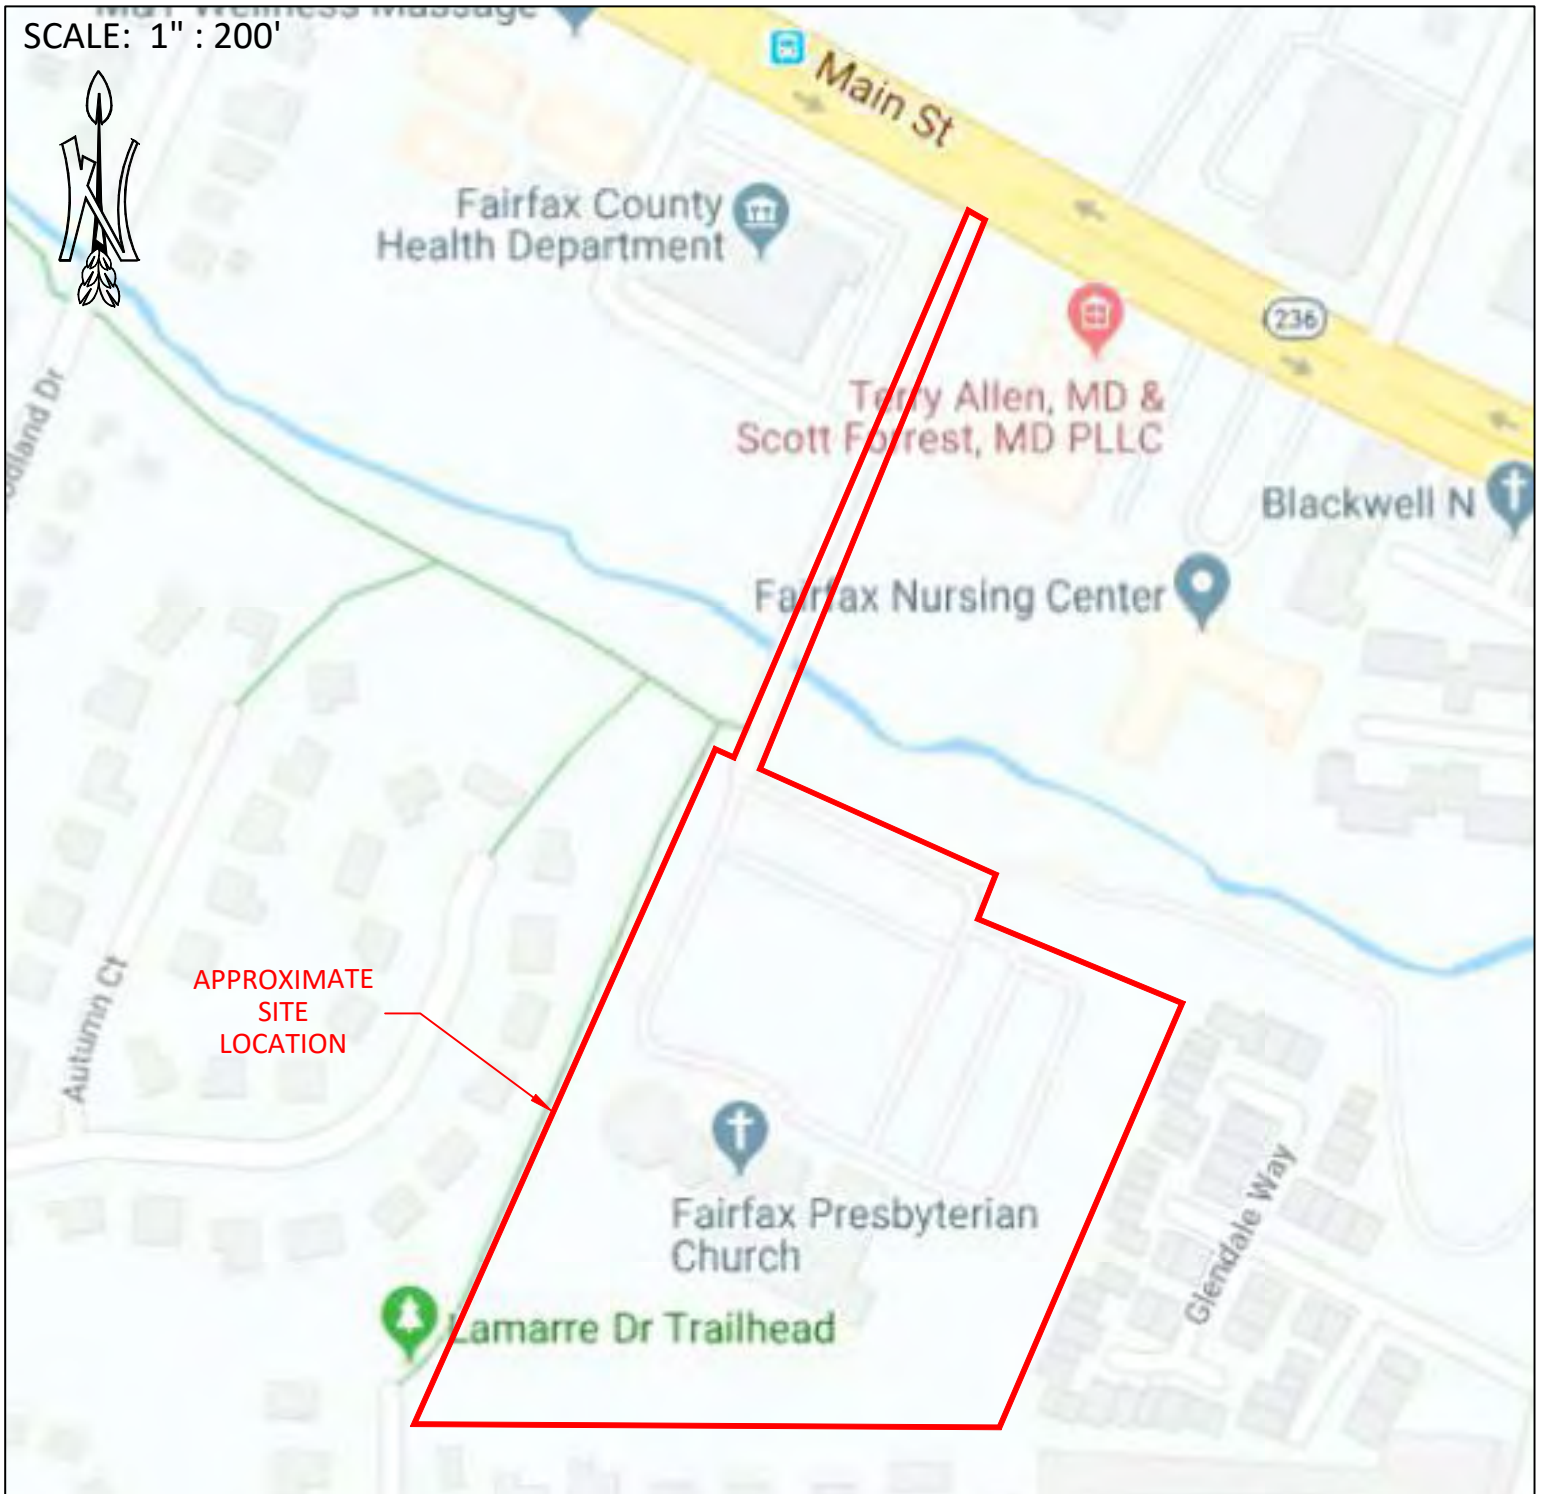 SCALE: 1" : 200'
Main St
Fairfax County
Health Department
236
Terry Allen, MD &
Scott Forrest, MD PLLC
Blackwell N
Fairfax Nursing Center
APPROXIMATE
SITE
LOCATION
Autumn Ct
Fairfax Presbyterian
Church
Glendale Way
Lamarre Dr Trailhead
N